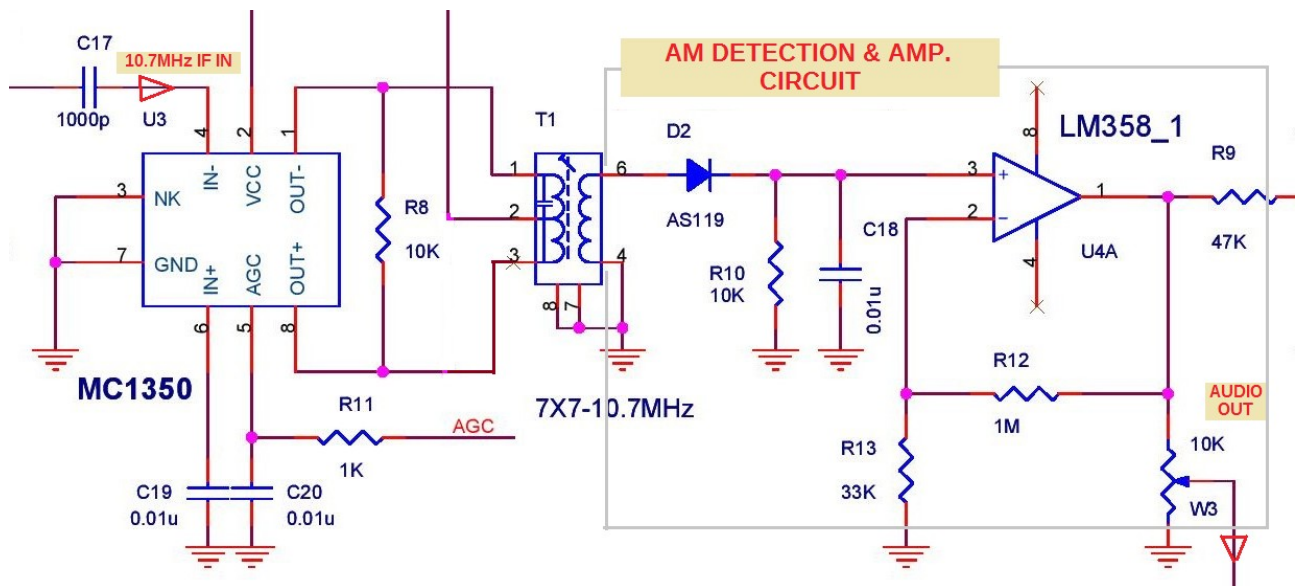 AM DETECTION & AMP.
CIRCUIT
C17
10.7MHz IF IN
1000p
U3
4
2
1
IN-
VCC
OUT-
3
NK
7
GND
IN+
AGC
OUT+
6
5
8
MC1350
R8
10K
T1
1
2
3
6
4
8
7
7X7-10.7MHz
D2
AS119
R10
10K
C18
0.01u
LM358_1
8
3
+
2
-
1
4
U4A
R9
47K
R12
1M
R13
33K
AUDIO
OUT
10K
W3
R11
AGC
1K
C19
0.01u
C20
0.01u